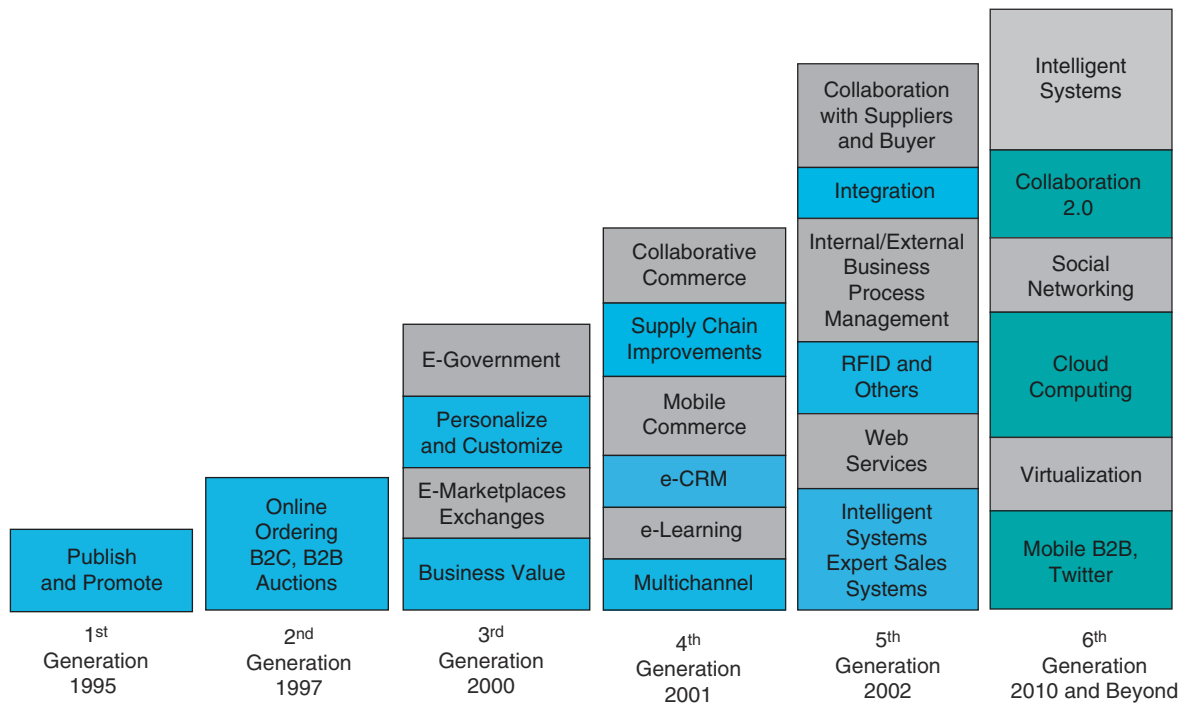 Publish
and Promote
1st
Generation
1995
Online
Ordering
B2C, B2B
Auctions
2nd
Generation
1997
E-Government
Personalize
and Customize
E-Marketplaces
Exchanges
Business Value
3rd
Generation
2000
Collaborative
Commerce
Supply Chain
Improvements
Mobile
Commerce
e-CRM
e-Learning
Multichannel
4th
Generation
2001
Collaboration
with Suppliers
and Buyer
Integration
Internal/External
Business
Process
Management
RFID and
Others
Web
Services
Intelligent
Systems
Expert Sales
Systems
5th
Generation
2002
Intelligent
Systems
Collaboration
2.0
Social
Networking
Cloud
Computing
Virtualization
Mobile B2B,
Twitter
6th
Generation
2010 and Beyond